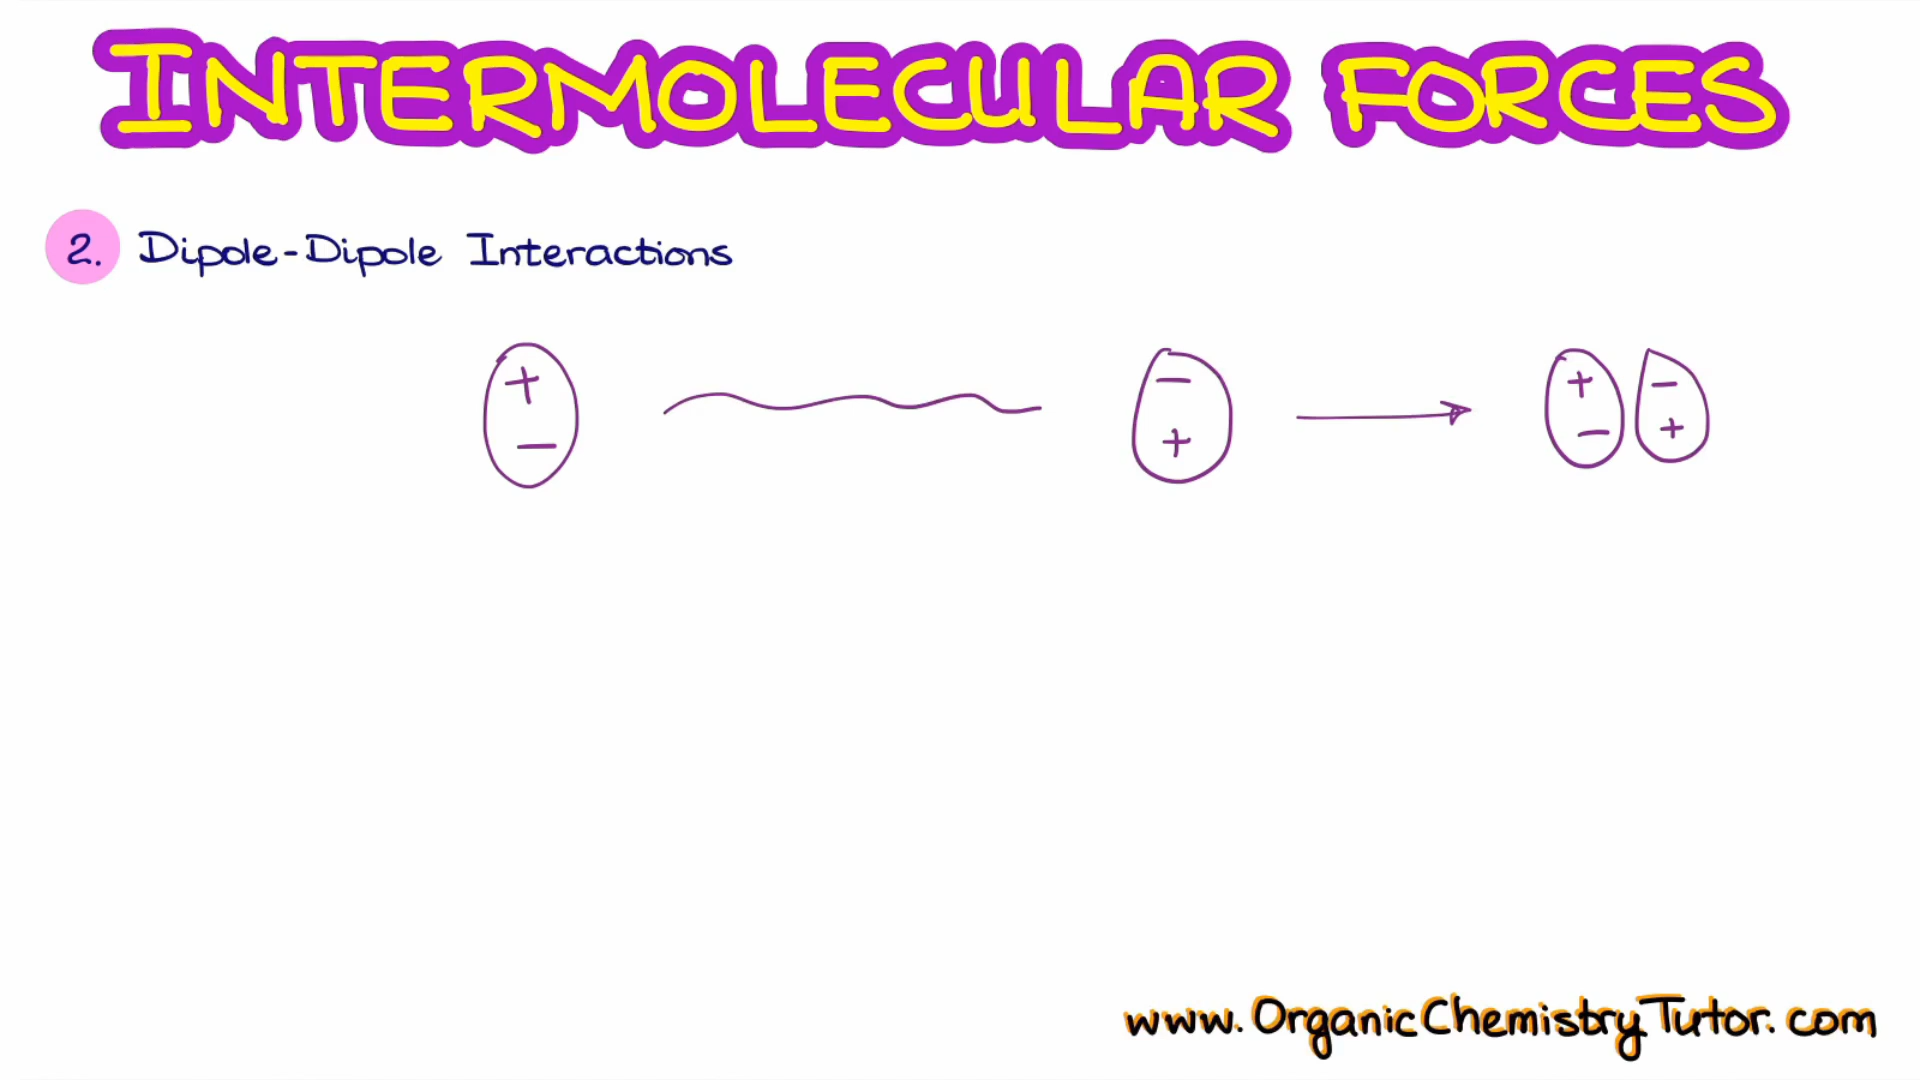 INTERMOLECULAR FORCES
2. Dipole-Dipole Interactions
+ − + −
− + − +
www.OrganicChemistryTutor.com